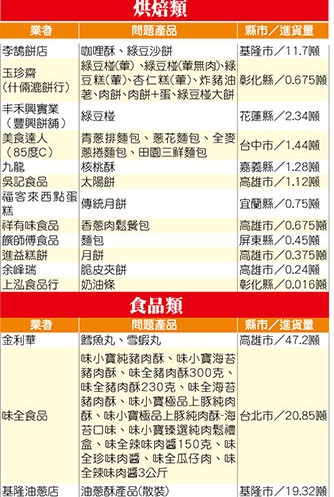 烘焙類
業者 問題產品 縣市／進貨量
李鵠餅店 咖哩酥、綠豆沙餅 基隆市／11.7噸
玉珍齋
(什倆漉餅行) 綠豆椪(葷)、綠豆椪(葷無肉)、綠
豆糕(葷)、杏仁糕(葷)、炸豬油
荖、肉餅、肉餅+蛋、綠豆椪大餅 彰化縣／0.675噸
丰禾興實業
（豐興餅舖） 綠豆椪 花蓮縣／2.34噸
美食達人
（85度C） 青蔥排麵包、蔥花麵包、全麥
蔥捲麵包、田園三鮮麵包 台中市／1.44噸
九龍 核桃酥 嘉義縣／1.28噸
吳記食品 太陽餅 高雄市／1.12噸
福客來西點蛋
糕 傳統月餅 宜蘭縣／0.75噸
祥有味食品 香蔥肉鬆餐包 高雄市／0.675噸
饌師傅食品 麵包 屏東縣／0.45噸
進益糕餅 月餅 高雄市／0.375噸
余峰瑞 脆皮夾餅 高雄市／0.24噸
上泓食品行 奶油條 彰化縣／0.016噸
食品類
業者 問題產品 縣市／進貨量
金利華 鱈魚丸、雪蝦丸 高雄市／47.2噸
味全食品 味小寶純豬肉酥、味小寶海苔
豬肉酥、味全豬肉酥300克、
味全豬肉酥230克、味全海苔
豬肉酥、味小寶極品上豚純肉
酥、味小寶極品上豚純肉酥-海
苔口味、味小寶臻選純肉鬆禮
盒、味全辣味肉醬150克、味
全珍味肉醬、味全瓜仔肉、味
全辣味肉醬3公斤 台北市／20.85噸
基隆油蔥店 油蔥酥產品(散裝) 基隆市／19.32噸